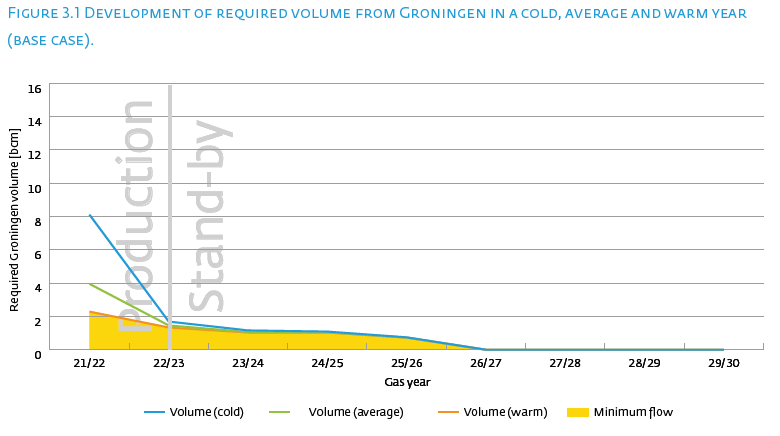 Figure 3.1 Development of required volume from Groningen in a cold, average and warm year
(base case).
16
14
12
10
8
6
4
2
0
Required Groningen volume [bcm]
Production
Stand-by
21/22 22/23 23/24 24/25 25/26 26/27 27/28 28/29 29/30
Gas year
Volume (cold) Volume (average) Volume (warm) Minimum flow